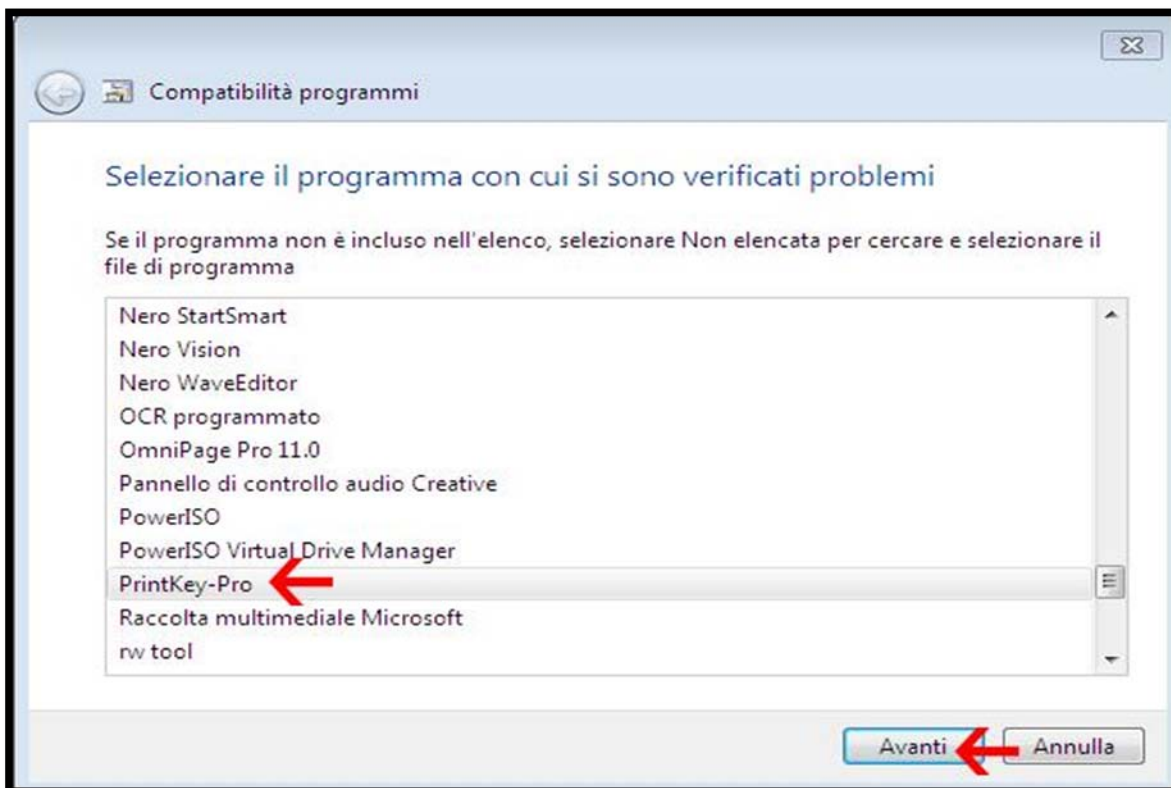 Compatibilità programmi
Selezionare il programma con cui si sono verificati problemi
Se il programma non è incluso nell'elenco, selezionare Non elencata per cercare e selezionare il
file di programma
Nero StartSmart
Nero Vision
Nero WaveEditor
OCR programmato
OmniPage Pro 11.0
Pannello di controllo audio Creative
PowerISO
PowerISO Virtual Drive Manager
PrintKey-Pro
Raccolta multimediale Microsoft
rw tool
Avanti Annulla